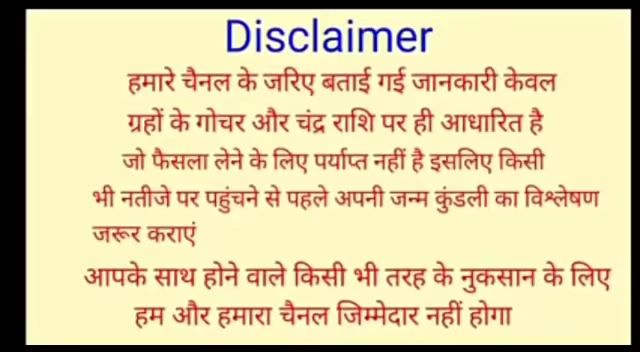 Disclaimer
हमारे चैनल के जरिए बताई गई जानकारी केवल
ग्रहों के गोचर और चंद्र राशि पर ही आधारित है
जो फैसला लेने के लिए पर्याप्त नहीं है इसलिए किसी
भी नतीजे पर पहुंचने से पहले अपनी जन्म कुंडली का विश्लेषण
जरूर कराएं
आपके साथ होने वाले किसी भी तरह के नुकसान के लिए
हम और हमारा चैनल जिम्मेदार नहीं होगा